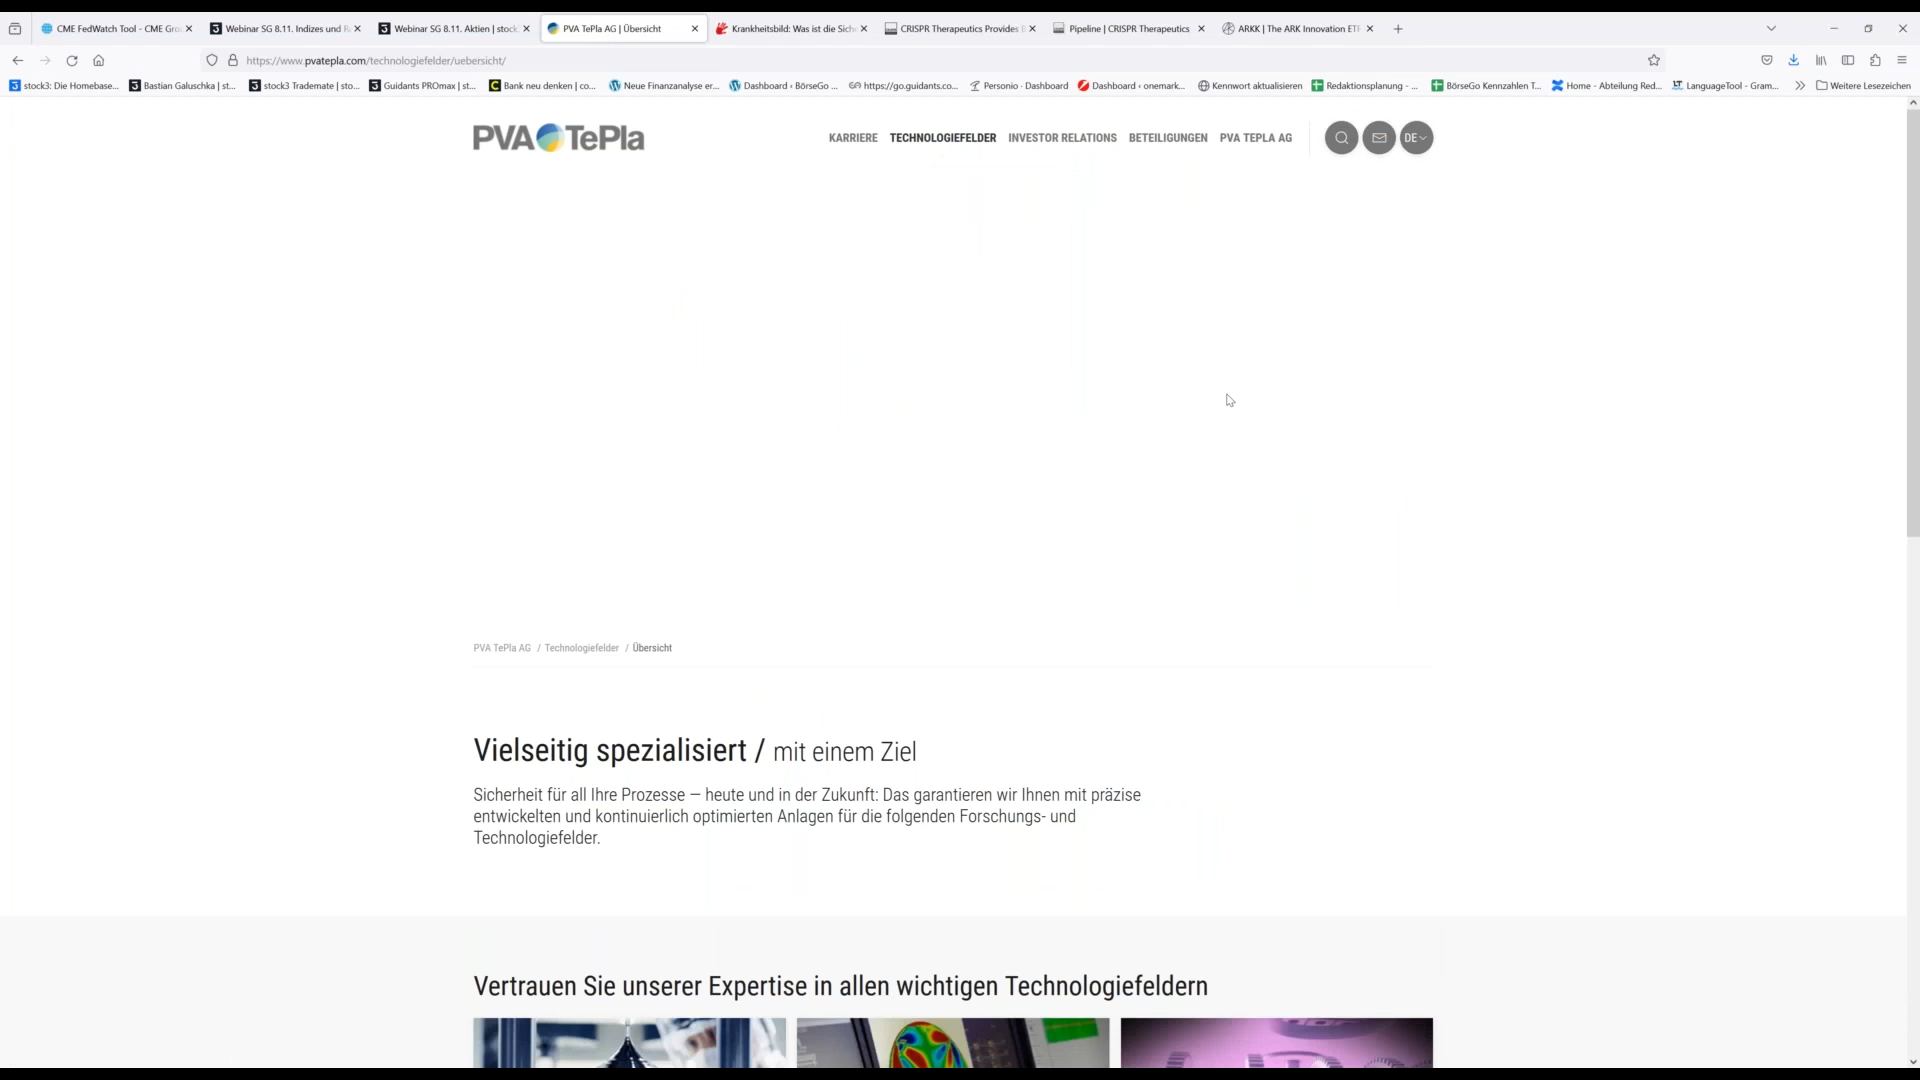 CME FedWatch Tool - CME Gro
Webinar SG 8.11. Indizes und R
Webinar SG 8.11. Aktien | stock
PVA TePla AG | Übersicht
Krankheitsbild: Was ist die Siche
CRISPR Therapeutics Provides
Pipeline | CRISPR Therapeutics
ARKK | The ARK Innovation ETF
https://www.pvatepla.com/technologiefelder/uebersicht/
stock3: Die Homebase...
Bastian Galuschka | st...
stock3 Trademate | sto...
Guidants PROmax | st...
Bank neu denken | co...
Neue Finanzanalyse er...
Dashboard ‹ BörseGo ...
https://go.guidants.co...
Personio · Dashboard
Dashboard ‹ onemark...
Kennwort aktualisieren
Redaktionsplanung - ...
BörseGo Kennzahlen T...
Home - Abteilung Red...
LanguageTool - Gram...
Weitere Lesezeichen
PVA TePla
KARRIERE TECHNOLOGIEFELDER INVESTOR RELATIONS BETEILIGUNGEN PVA TEPLA AG DE
PVA TePla AG / Technologiefelder / Übersicht
Vielseitig spezialisiert / mit einem Ziel
Sicherheit für all Ihre Prozesse – heute und in der Zukunft: Das garantieren wir Ihnen mit präzise
entwickelten und kontinuierlich optimierten Anlagen für die folgenden Forschungs- und
Technologiefelder.
Vertrauen Sie unserer Expertise in allen wichtigen Technologiefeldern